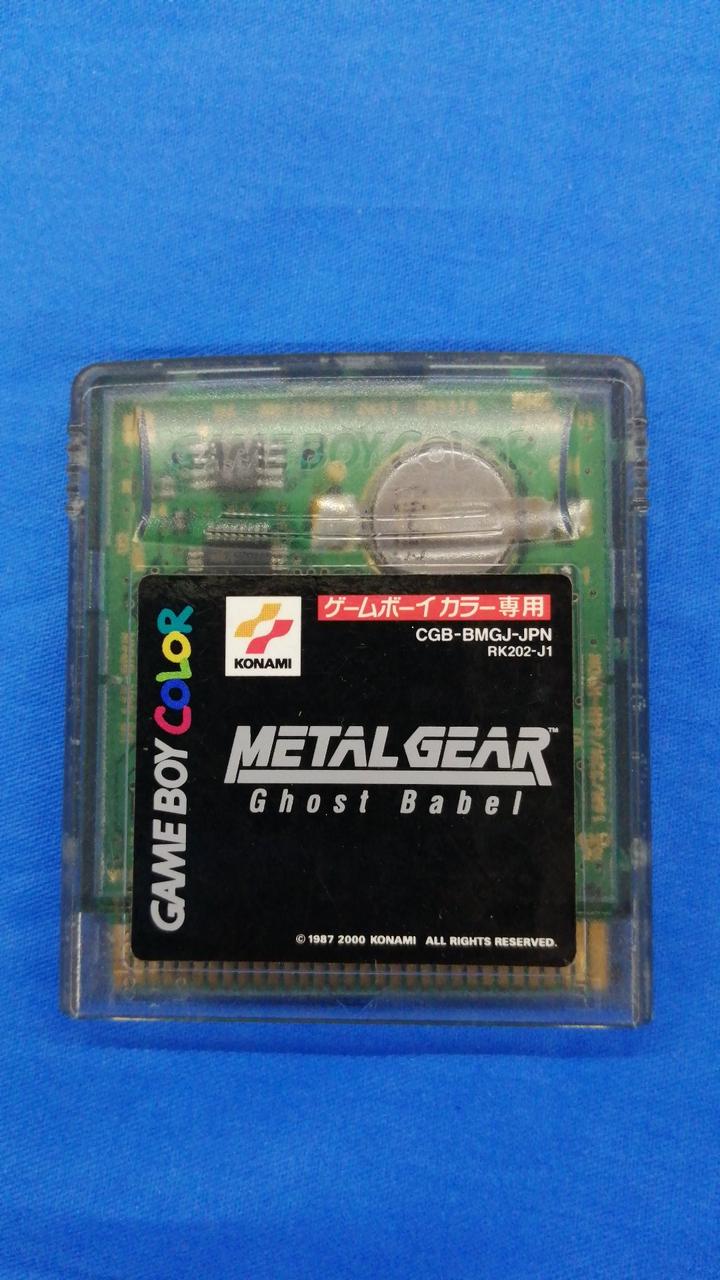 GAME BOY COLOR
GAME BOY COLOR
KONAMI
ゲームボーイ カラー専用
CGB-BMGJ-JPN
RK202-J1
METAL GEAR™
Ghost Babel
© 1987 2000 KONAMI ALL RIGHTS RESERVED.